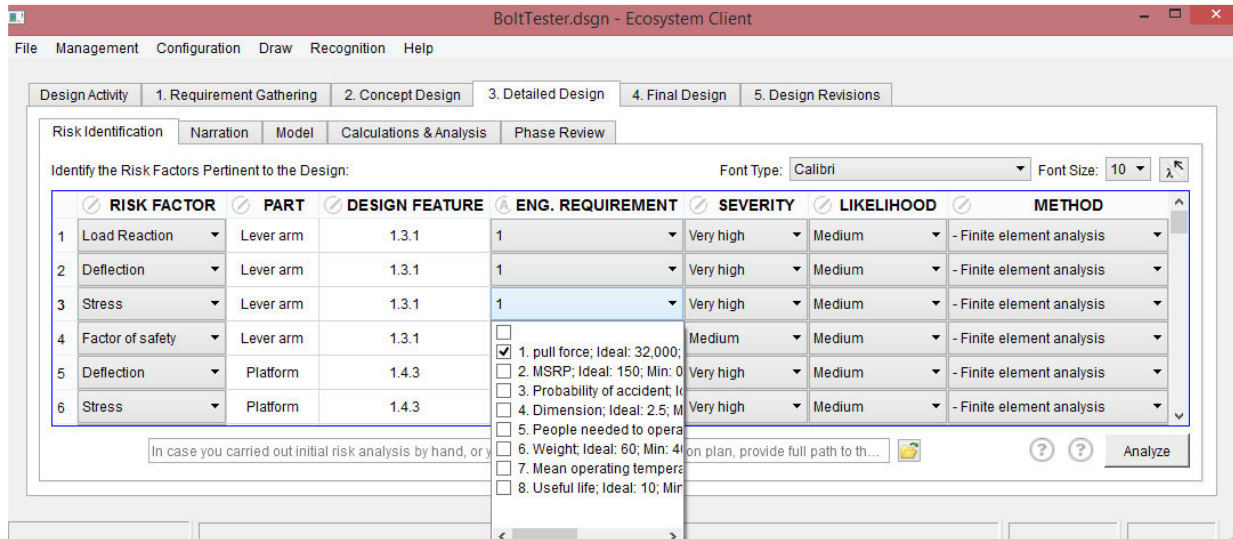 BoltTester.dsgn - Ecosystem Client
File Management Configuration Draw Recognition Help
Design Activity 1. Requirement Gathering 2. Concept Design 3. Detailed Design 4. Final Design 5. Design Revisions
Risk Identification Narration Model Calculations & Analysis Phase Review
Identify the Risk Factors Pertinent to the Design: Font Type: Calibri Font Size: 10
RISK FACTOR PART DESIGN FEATURE A ENG. REQUIREMENT SEVERITY LIKELIHOOD METHOD
1 Load Reaction Lever arm 1.3.1 1 Very high Medium - Finite element analysis
2 Deflection Lever arm 1.3.1 1 Very high Medium - Finite element analysis
3 Stress Lever arm 1.3.1 1 Very high Medium - Finite element analysis
4 Factor of safety Lever arm 1.3.1 Medium Medium - Finite element analysis
1. pull force; Ideal: 32,000;
5 Deflection Platform 1.4.3 2. MSRP; Ideal: 150; Min: 0 Very high Medium - Finite element analysis
3. Probability of accident;
6 Stress Platform 1.4.3 4. Dimension; Ideal: 2.5; M Very high Medium - Finite element analysis
5. People needed to opera
In case you carried out initial risk analysis by hand, or y 6. Weight; Ideal: 60; Min: 4 on plan, provide full path to th... ? ? Analyze
7. Mean operating tempera
8. Useful life; Ideal: 10; Min